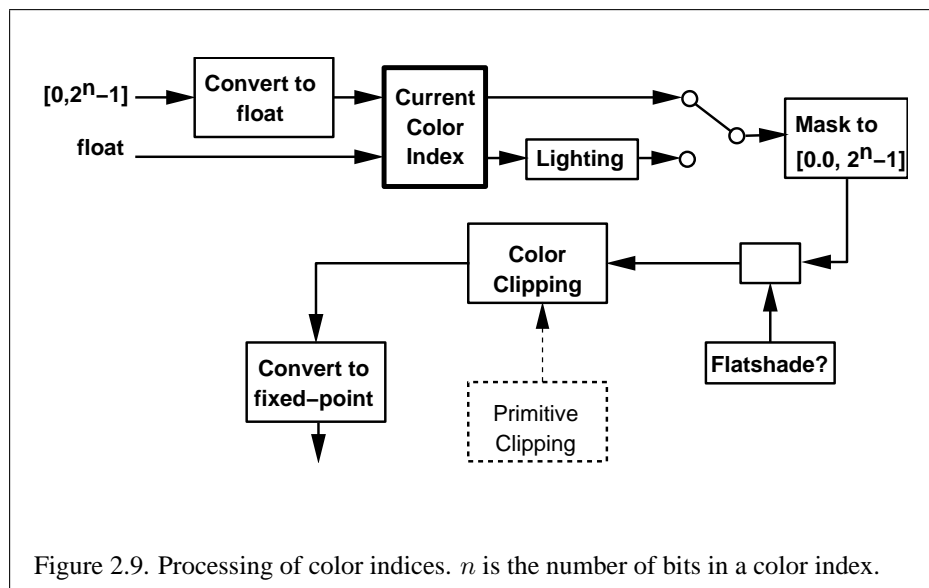 [0,2ⁿ−1]
Convert to
float
float
Current
Color
Index
Lighting
Mask to
[0.0, 2ⁿ−1]
Color
Clipping
Flatshade?
Convert to
fixed−point
Primitive
Clipping
Figure 2.9. Processing of color indices. n is the number of bits in a color index.